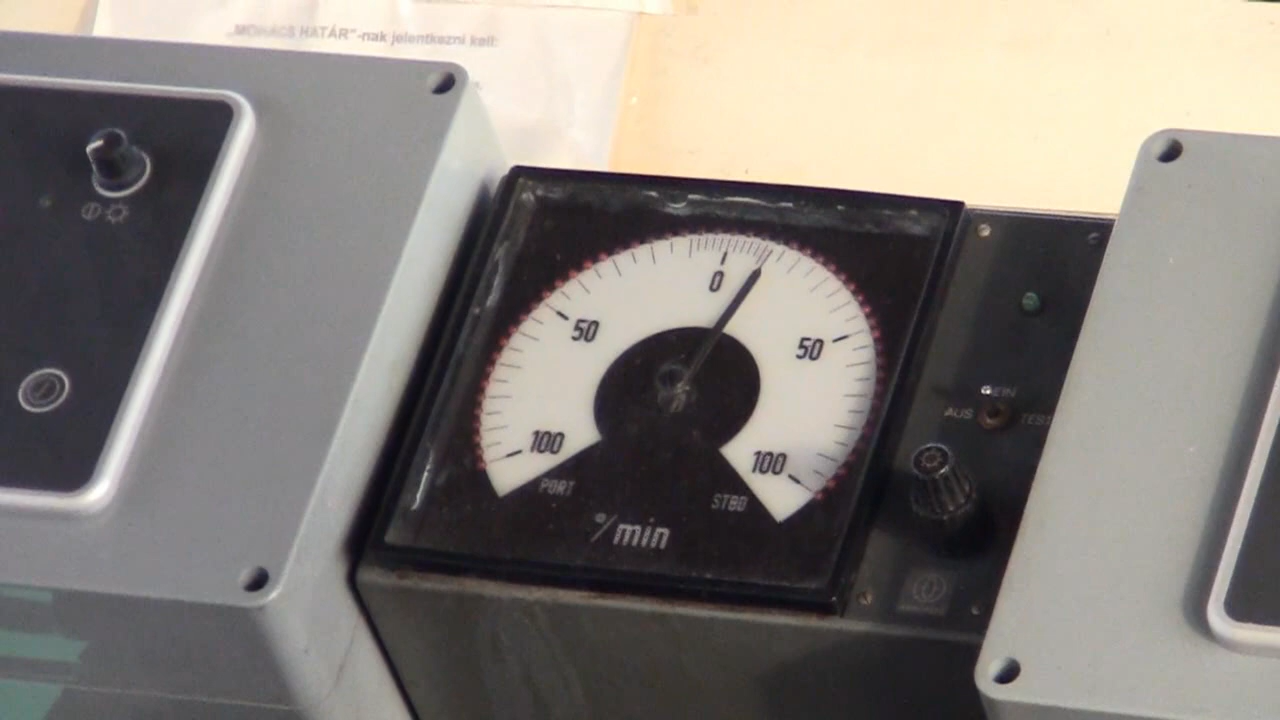 „MOHÁCS HATÁR"-nak jelentkezni kell:
0
50
50
100
100
PORT
STBD
°/min
EIN
AUS
TEST